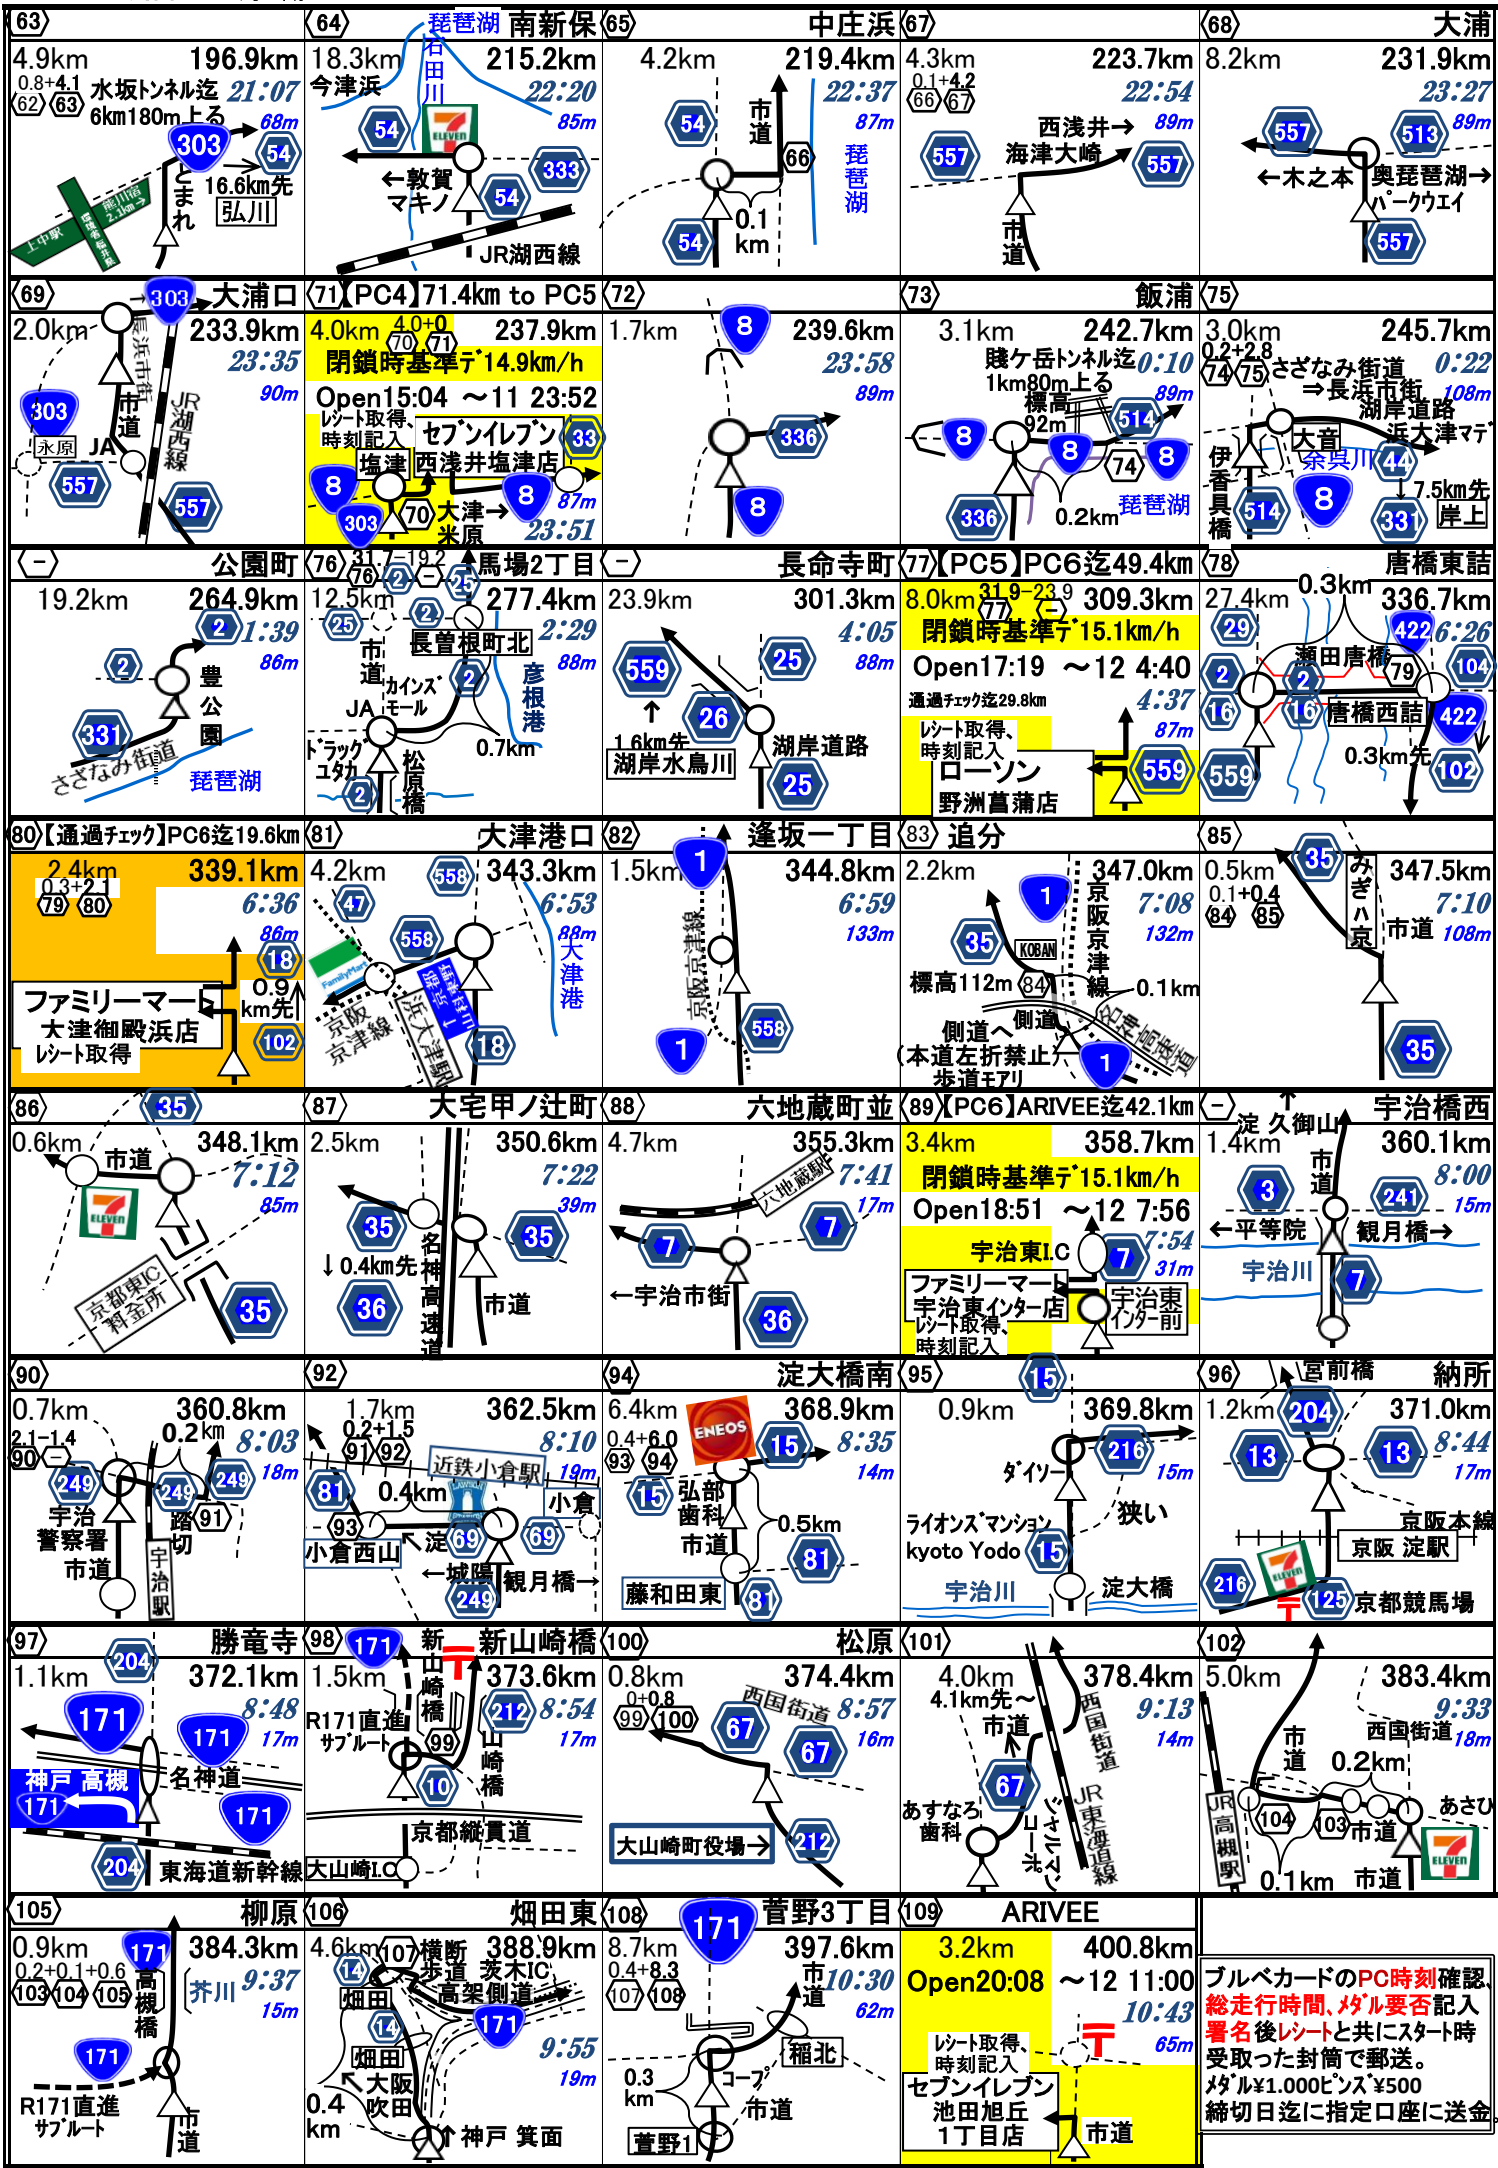 63
4.9km 196.9km
0.8+4.1
62 63
水坂トンネル迄 21:07
6km180m上る 68m
303
54
16.6km先
弘川
とまれ
熊川宿
2.1km→
上中駅
64 南新保
琵琶湖
18.3km 215.2km
今津浜
石田川
22:20
85m
54
ELEVEN
333
←敦賀
マキノ
54
JR湖西線
65 中庄浜
4.2km 219.4km
22:37
87m
54
市道
66
琵琶湖
0.1
km
54
67
4.3km 223.7km
0.1+4.2
66 67
22:54
89m
西浅井→
557
海津大崎
557
市道
68 大浦
8.2km 231.9km
23:27
89m
557
513
←木之本
奥琵琶湖→
パークウエイ
557
69 大浦口
303
2.0km 233.9km
23:35
90m
長浜市街
303
市道
JR湖西線
永原
JA
557
557
71 【PC4】71.4km to PC5
4.0km 4.0+0 237.9km
70 71
閉鎖時基準デ14.9km/h
Open15:04 ~11 23:52
レシート取得、
時刻記入
セブンイレブン
西浅井塩津店
33
塩津
8
8
87m
303
70
大津→
米原
23:51
72
8
1.7km 239.6km
23:58
89m
336
8
73 飯浦
3.1km 242.7km
賤ケ岳トンネル迄 0:10
1km80m上る 89m
標高
92m
514
8
8
8
74
336
0.2km
琵琶湖
75
3.0km 245.7km
0.2+2.8
74 75
さざなみ街道 0:22
⇒長浜市街 108m
湖岸道路
浜大津マデ
大音
余呉川
44
伊香具橋
514
8
↓7.5km先
331
岸上
- 公園町
19.2km 264.9km
2
1:39
86m
2
豊公園
331
さざなみ街道
琵琶湖
76 馬場2丁目
31.7-19.2
76 2 - 25
12.5km 277.4km
25
2
2:29
88m
長曽根町北
市道
2
カインズ
モール
JA
彦根港
0.7km
ドラッグ
ユタカ
松原橋
2
- 長命寺町
23.9km 301.3km
4:05
88m
559
25
26
↑
1.6km先
湖岸水鳥川
湖岸道路
25
77 【PC5】PC6迄49.4km
8.0km 31.9-23.9 309.3km
77 -
閉鎖時基準デ15.1km/h
Open17:19 ~12 4:40
通過チェック迄29.8km
4:37
87m
レシート取得、
時刻記入
ローソン
野洲菖蒲店
559
78 唐橋東詰
0.3km
27.4km 336.7km
29
422
6:26
瀬田唐橋
79
104
2
2
16
16
唐橋西詰
422
0.3km先
559
102
80 【通過チェック】PC6迄19.6km
2.4km 339.1km
0.3+2.1
79 80
6:36
86m
18
ファミリーマート
大津御殿浜店
0.9
km先
レシート取得
102
81 大津港口
4.2km 343.3km
558
47
6:53
88m
558
大津港
FamilyMart
京阪
京津線
浜大津駅
18
82 逢坂一丁目
1
1.5km 344.8km
6:59
133m
京阪京津線
1
558
83 追分
2.2km 347.0km
1
7:08
132m
35
KOBAN
京阪京津線
標高112m
84
0.1km
側道へ
側道
(本道左折禁止)
歩道モアリ
名神高速道
1
85
0.5km 347.5km
0.1+0.4
84 85
35
みぎハ京
7:10
108m
市道
35
86
35
0.6km 348.1km
市道
7:12
85m
ELEVEN
京都東IC
料金所
35
87 大宅甲ノ辻町
2.5km 350.6km
7:22
39m
35
35
↓0.4km先
36
名神高速道
市道
88 六地蔵町並
4.7km 355.3km
六地蔵駅
7:41
17m
7
7
←宇治市街
36
89 【PC6】ARIVEE迄42.1km
3.4km 358.7km
閉鎖時基準デ15.1km/h
Open18:51 ~12 7:56
宇治東I.C
7
7:54
31m
ファミリーマート
宇治東インター店
レシート取得、
時刻記入
宇治東
インター前
- 宇治橋西
↑
淀 久御山
1.4km 360.1km
市道
8:00
15m
3
241
←平等院
観月橋→
宇治川
7
90
0.7km 360.8km
2.1-1.4
90 -
0.2km
8:03
18m
249
249
249
91
宇治
警察署
踏切
市道
宇治駅
92
1.7km 362.5km
0.2+1.5
91 92
8:10
19m
近鉄小倉駅
81
0.4km
小倉
93
69
69
小倉西山
↖淀
←城陽
観月橋→
249
94 淀大橋南
6.4km 368.9km
ENEOS
0.4+6.0
93 94
15
8:35
14m
15
弘部
歯科
市道
0.5km
81
藤和田東
81
95
15
0.9km 369.8km
216
15m
ダイソー
狭い
ライオンズマンション
kyoto Yodo
15
宇治川
淀大橋
96 納所
宮前橋
1.2km 371.0km
204
13
13
8:44
17m
京阪本線
京阪 淀駅
216
ELEVEN
125
京都競馬場
97 勝竜寺
204
1.1km 372.1km
171
8:48
17m
171
名神道
神戸 高槻
171
171
204
東海道新幹線
98 新山崎橋
171
1.5km 373.6km
新山崎橋
212
8:54
17m
R171直進
サブルート
99
山崎橋
10
京都縦貫道
大山崎I.C
100 松原
0.8km 374.4km
0+0.8
99 100
西国街道
8:57
16m
67
67
大山崎町役場→
212
101
4.0km 378.4km
4.1km先~
市道
9:13
14m
67
西国街道
あすなろ
歯科
シャルマンコーポ
JR東海道線
102
5.0km 383.4km
9:33
18m
市道
西国街道
0.2km
JR高槻駅
104
103
市道
あさひ
0.1km
市道
ELEVEN
105 柳原
0.9km 384.3km
171
0.2+0.1+0.6
103 104 105
高槻橋
芥川
9:37
15m
171
R171直進
サブルート
市道
106 畑田東
4.6km 388.9km
107
横断
歩道
茨木IC
高架側道
14
畑田
171
14
畑田
9:55
19m
↖大阪
吹田
0.4
km
↑神戸 箕面
108 菅野3丁目
171
8.7km 397.6km
0.4+8.3
107 108
市道
10:30
62m
稲北
0.3
km
コープ
市道
萱野1
109 ARIVEE
3.2km 400.8km
Open20:08 ~12 11:00
10:43
65m
レシート取得、
時刻記入
セブンイレブン
池田旭丘
1丁目店
市道
ブルベカードのPC時刻確認、
総走行時間、メダル要否記入
署名後レシートと共にスタート時
受取った封筒で郵送。
メダル¥1.000ピンズ¥500
締切日迄に指定口座に送金。